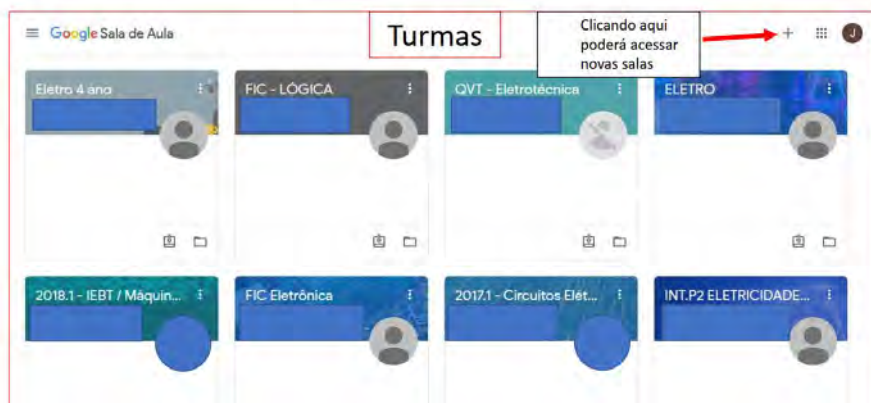 Google Sala de Aula
Turmas
Clicando aqui
poderá acessar
novas salas
J
Eletro 4 ano
FIC - LÓGICA
QVT - Eletrotécnica
ELETRO
2018.1 - IEBT / Máquin...
FIC Eletrônica
2017.1 - Circuitos Elét...
INT.P2 ELETRICIDADE...